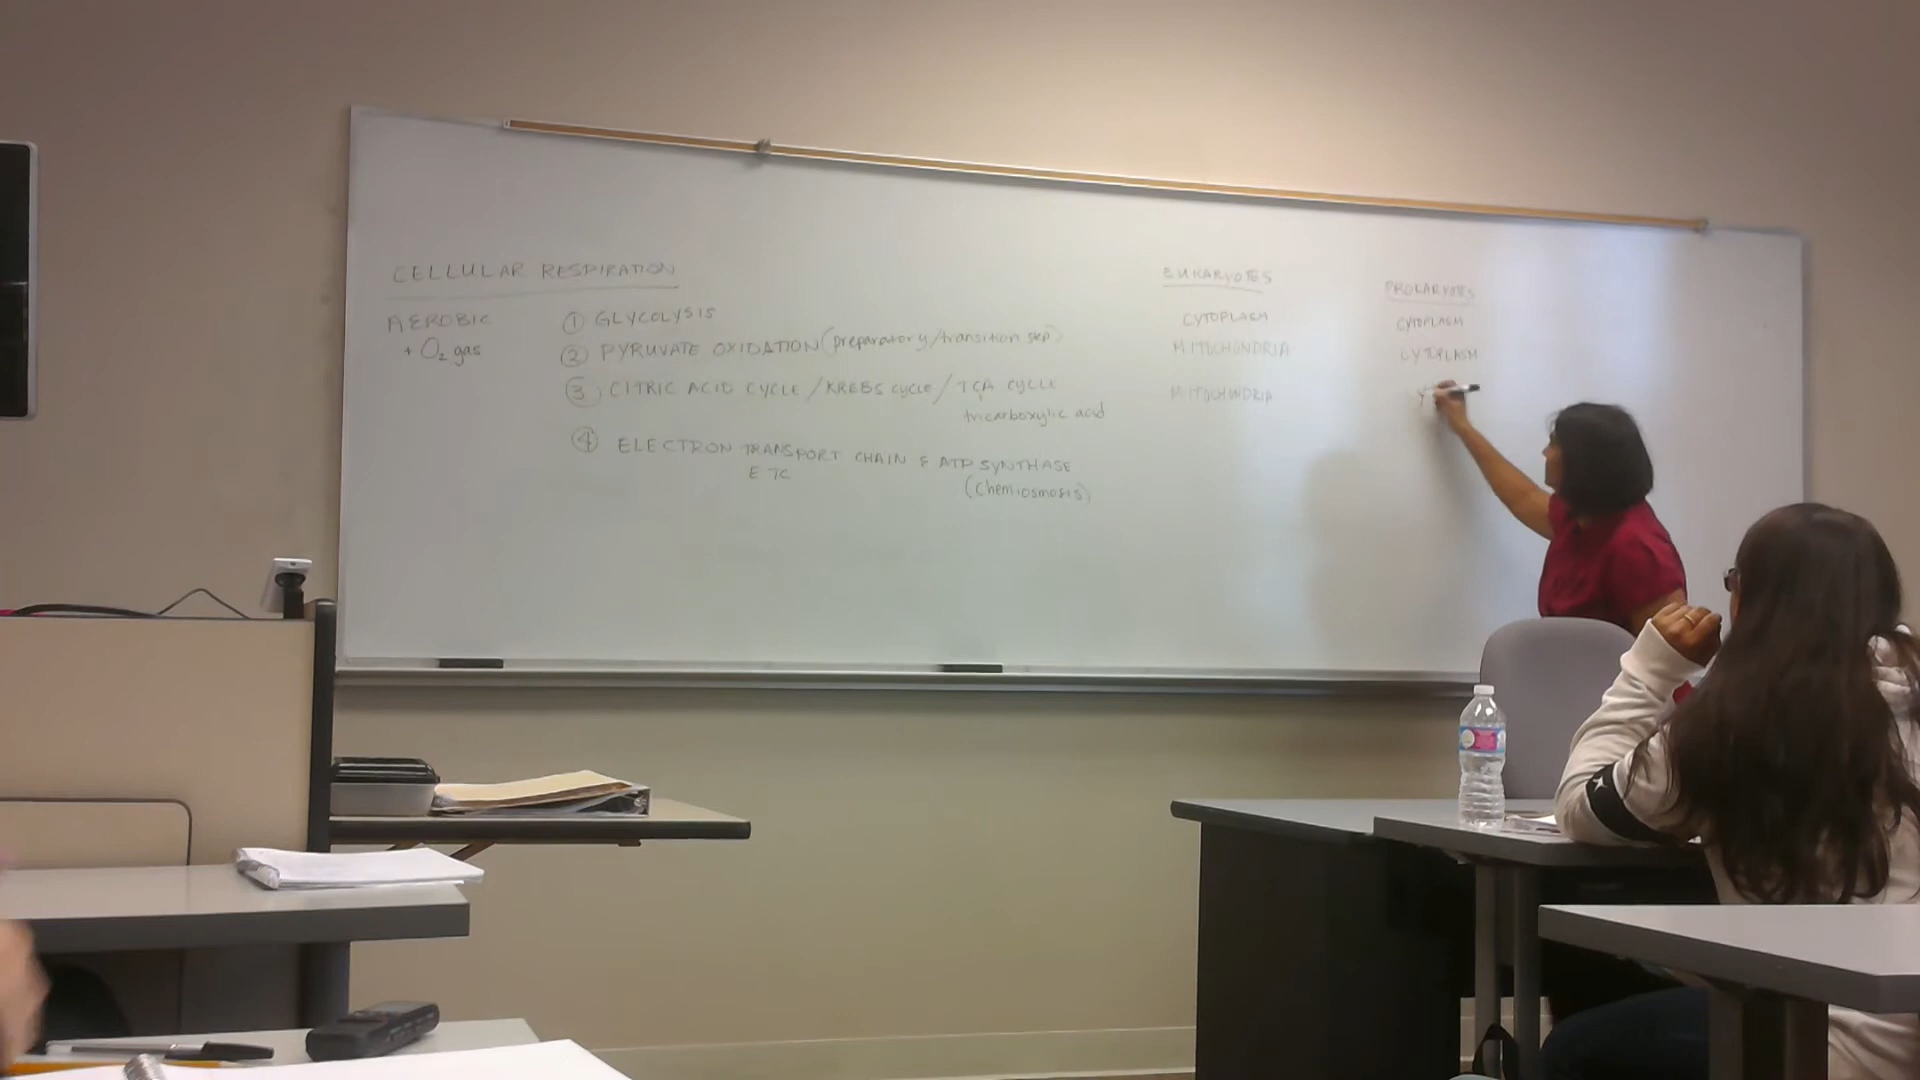 CELLULAR RESPIRATION
AEROBIC
+ O2 gas
① GLYCOLYSIS
② PYRUVATE OXIDATION (preparatory/transition step)
③ CITRIC ACID CYCLE / KREBS CYCLE / TCA CYCLE
tricarboxylic acid
④ ELECTRON TRANSPORT CHAIN & ATP SYNTHASE
ETC
(Chemiosmosis)
EUKARYOTES
CYTOPLASM
MITOCHONDRIA
MITOCHONDRIA
PROKARYOTES
CYTOPLASM
CYTOPLASM